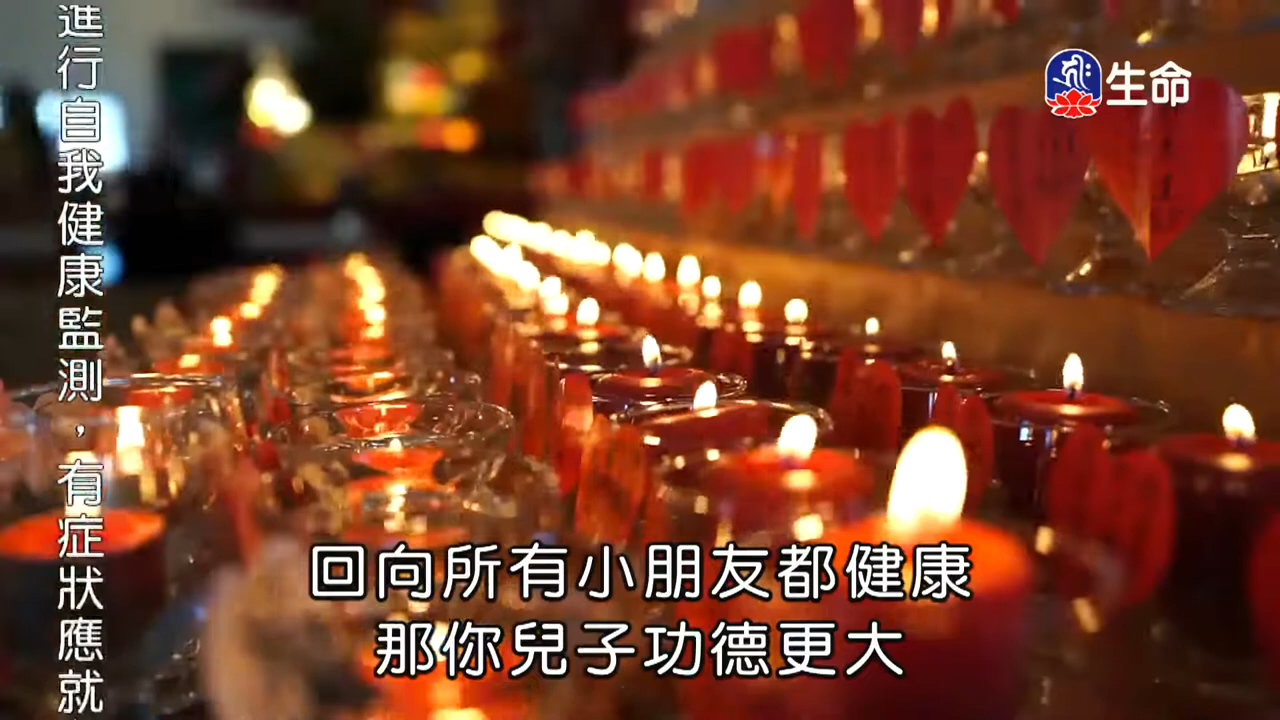 進行自我健康監測，有症狀應就
生命
回向所有小朋友都健康
那你兒子功德更大